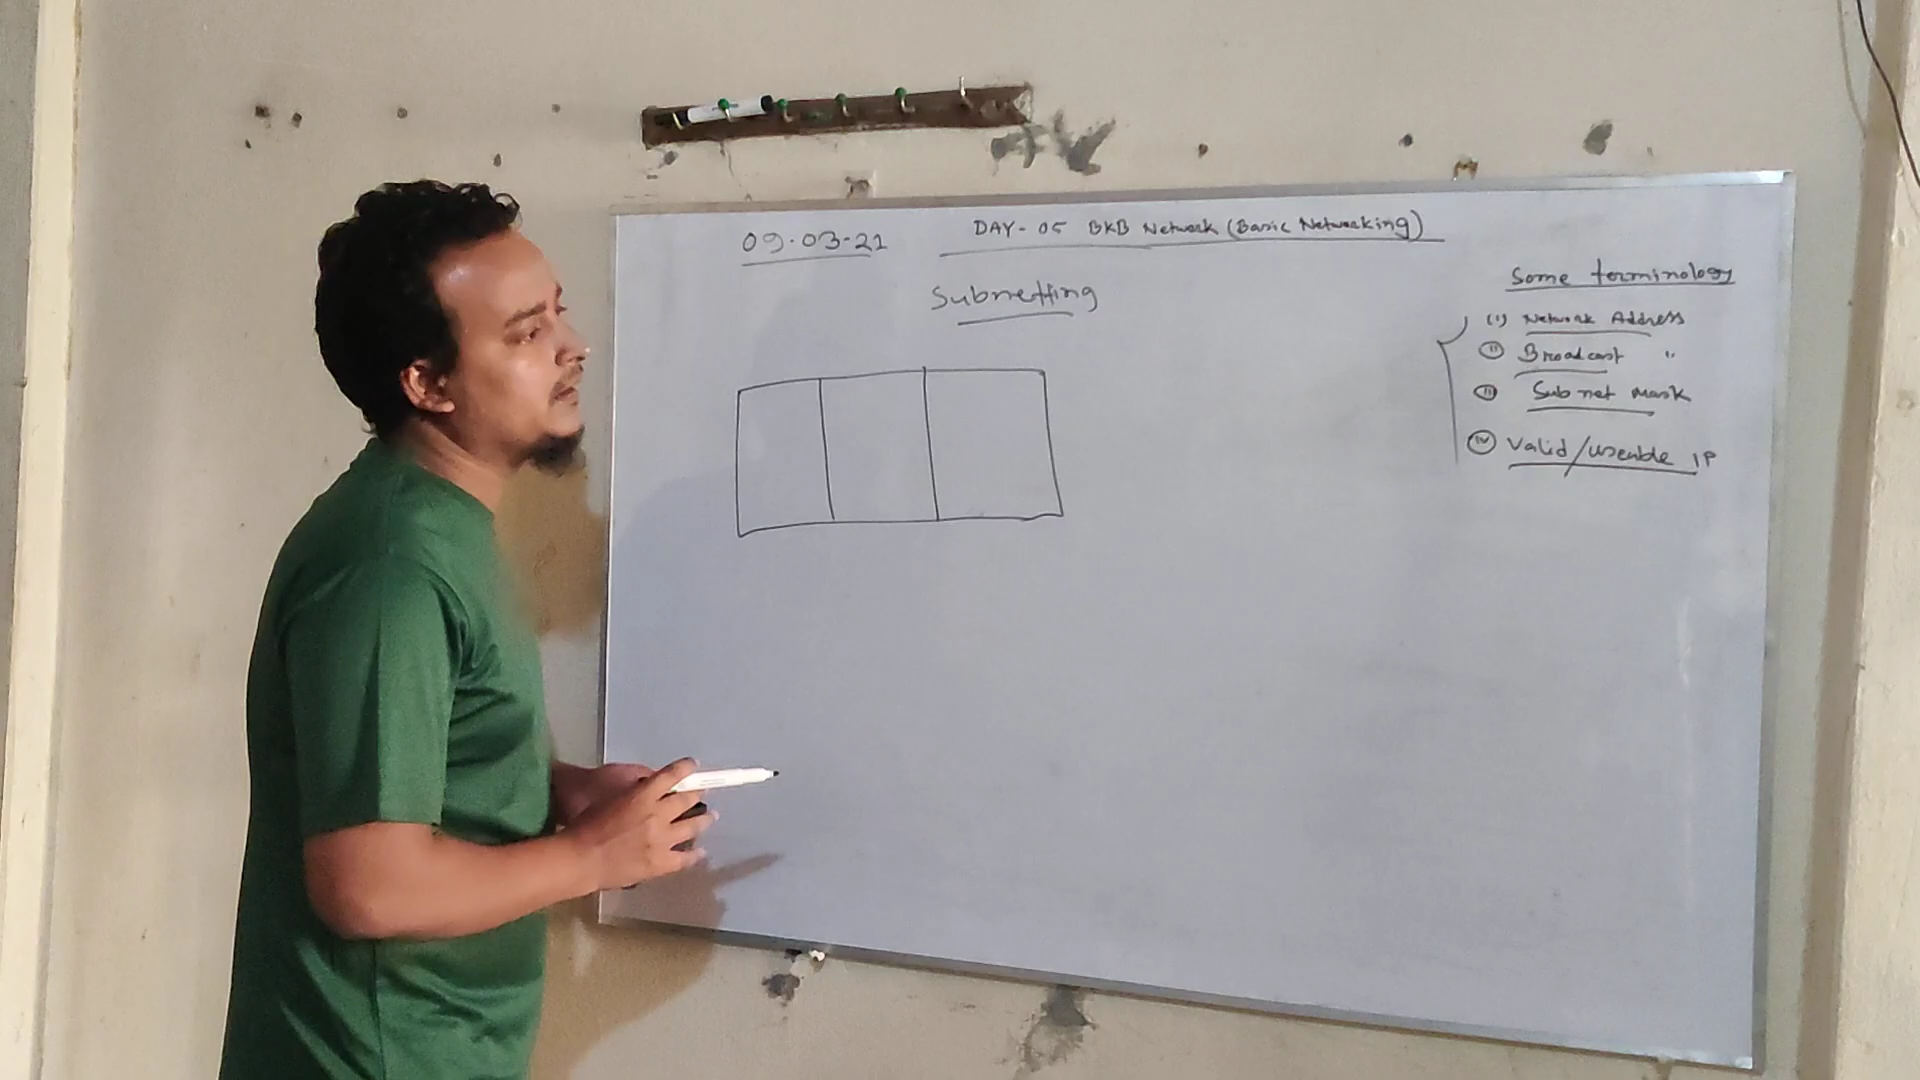 09-03-21
DAY-05 BKB Network (Basic Networking)
Subnetting
Some terminology
(i) Network Address
(ii) Broadcast "
(iii) Subnet Mask
(iv) Valid/useable IP